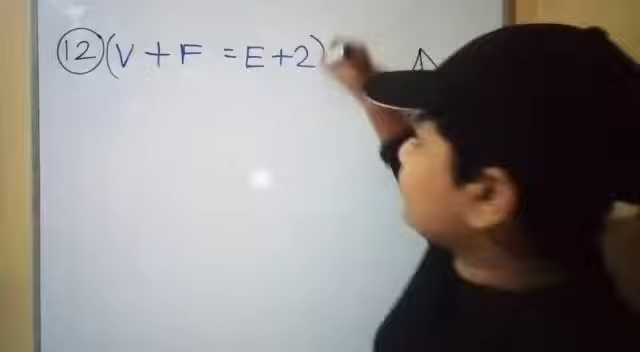 12 (V + F = E + 2)